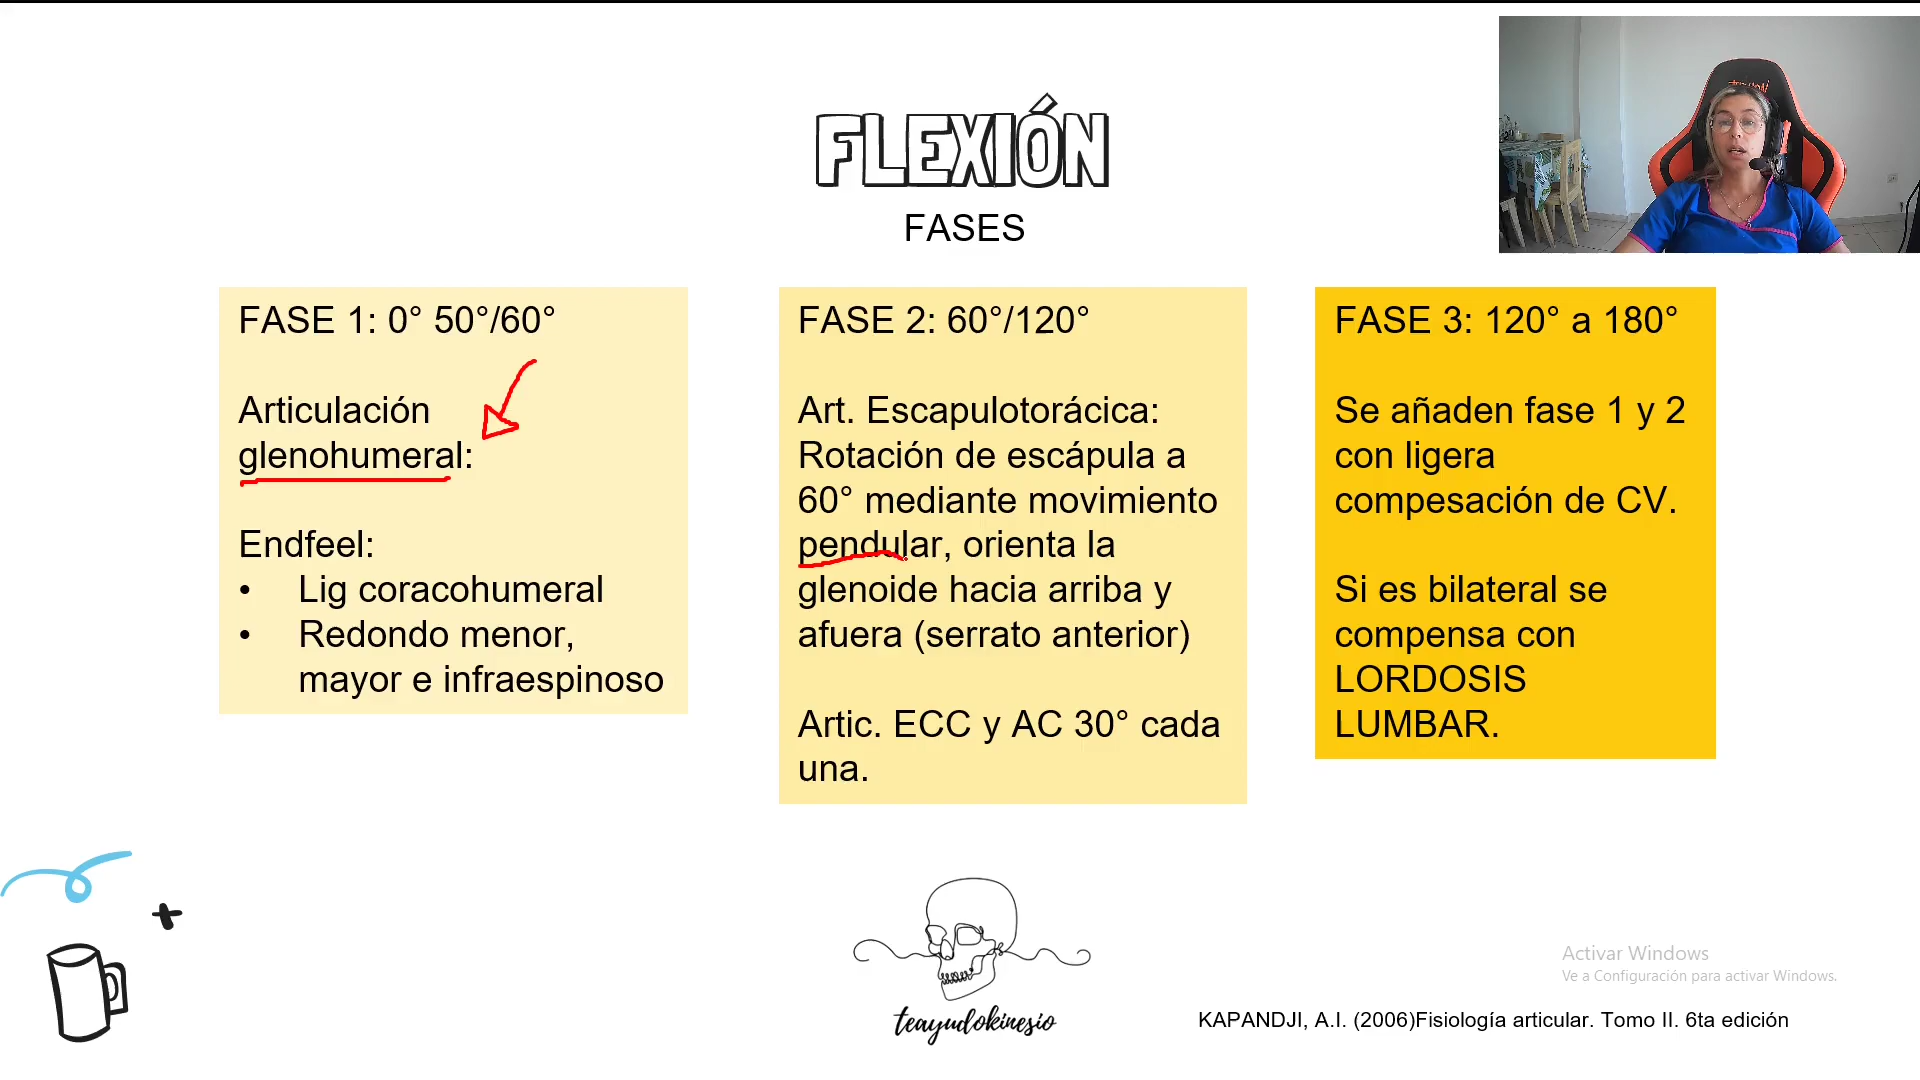 FLEXIÓN
FASES
FASE 1: 0° 50°/60°
Articulación
glenohumeral:
Endfeel:
• Lig coracohumeral
• Redondo menor,
mayor e infraespinoso
FASE 2: 60°/120°
Art. Escapulotorácica:
Rotación de escápula a
60° mediante movimiento
pendular, orienta la
glenoide hacia arriba y
afuera (serrato anterior)
Artic. ECC y AC 30° cada
una.
FASE 3: 120° a 180°
Se añaden fase 1 y 2
con ligera
compesación de CV.
Si es bilateral se
compensa con
LORDOSIS
LUMBAR.
teayudokinesio
Activar Windows
Ve a Configuración para activar Windows.
KAPANDJI, A.I. (2006)Fisiología articular. Tomo II. 6ta edición